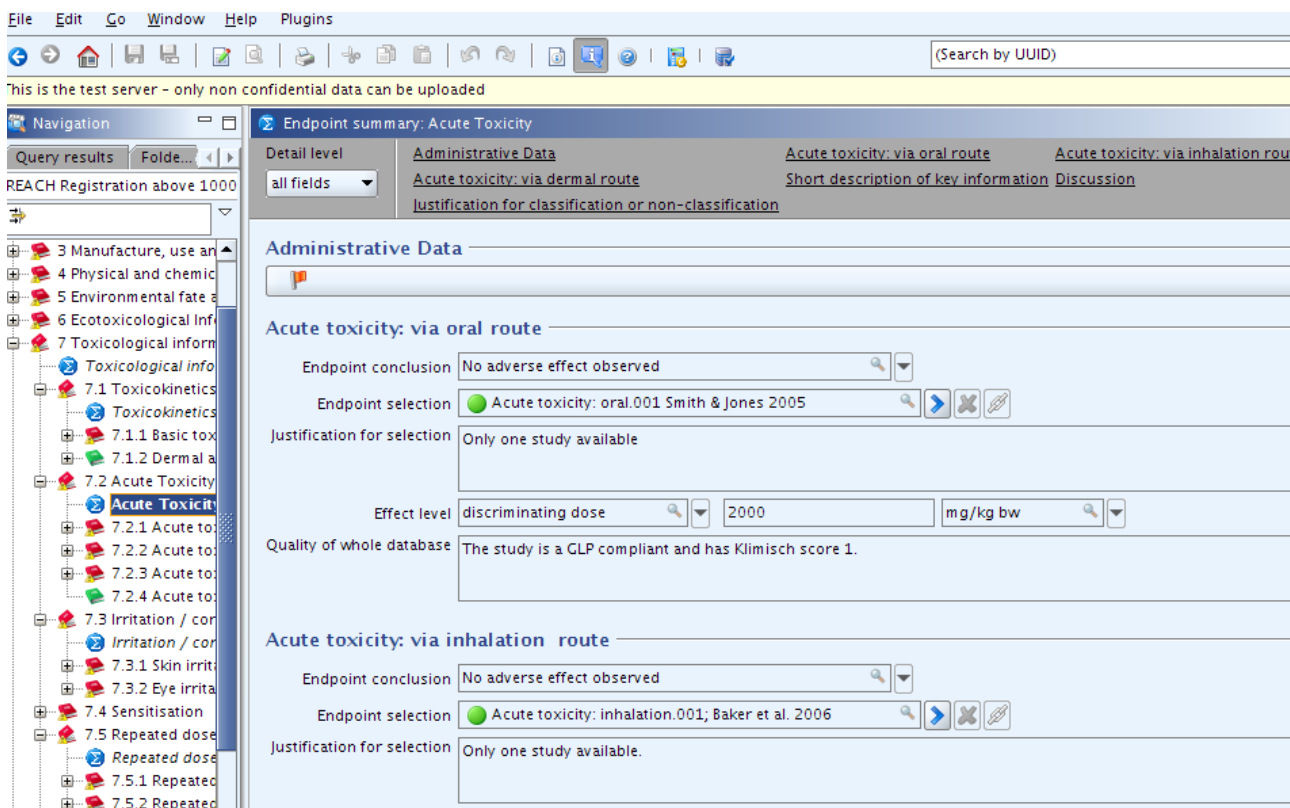 File Edit Go Window Help Plugins
(Search by UUID)
This is the test server - only non confidential data can be uploaded
Navigation
Endpoint summary: Acute Toxicity
Query results Folde...
Detail level Administrative Data Acute toxicity: via oral route Acute toxicity: via inhalation rou
REACH Registration above 1000
all fields Acute toxicity: via dermal route Short description of key information Discussion
Justification for classification or non-classification
3 Manufacture, use an
4 Physical and chemic
5 Environmental fate a
6 Ecotoxicological Inf
7 Toxicological inform
Toxicological info
7.1 Toxicokinetics
Toxicokinetics
7.1.1 Basic tox
7.1.2 Dermal a
7.2 Acute Toxicity
Acute Toxicity
7.2.1 Acute to
7.2.2 Acute to
7.2.3 Acute to
7.2.4 Acute to
7.3 Irritation / cor
Irritation / cor
7.3.1 Skin irrit
7.3.2 Eye irrita
7.4 Sensitisation
7.5 Repeated dose
Repeated dose
7.5.1 Repeated
7.5.2 Repeated
Administrative Data
Acute toxicity: via oral route
Endpoint conclusion No adverse effect observed
Endpoint selection Acute toxicity: oral.001 Smith & Jones 2005
Justification for selection Only one study available
Effect level discriminating dose 2000 mg/kg bw
Quality of whole database The study is a GLP compliant and has Klimisch score 1.
Acute toxicity: via inhalation route
Endpoint conclusion No adverse effect observed
Endpoint selection Acute toxicity: inhalation.001; Baker et al. 2006
Justification for selection Only one study available.